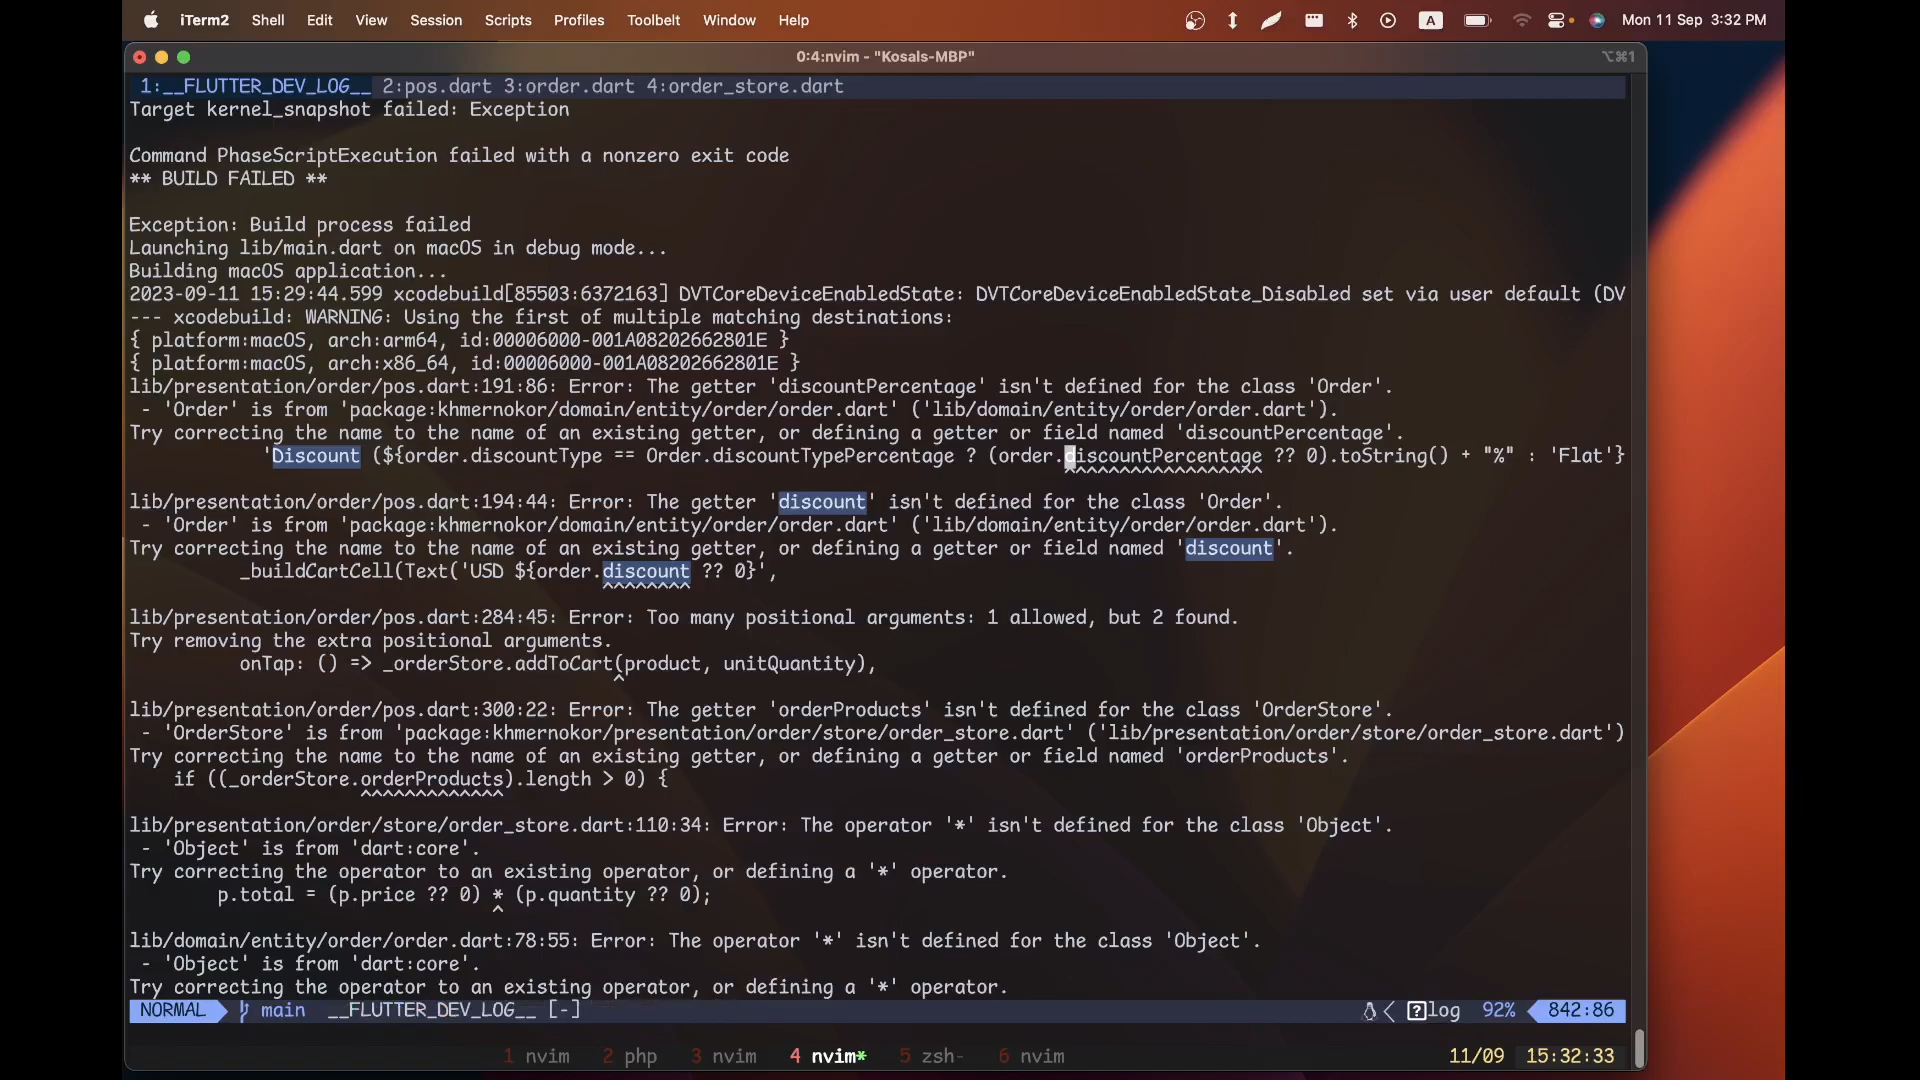 iTerm2 Shell Edit View Session Scripts Profiles Toolbelt Window Help A Mon 11 Sep 3:32 PM
0:4:nvim - "Kosals-MBP" ⌥⌘1
1:__FLUTTER_DEV_LOG__ 2:pos.dart 3:order.dart 4:order_store.dart
Target kernel_snapshot failed: Exception
Command PhaseScriptExecution failed with a nonzero exit code
** BUILD FAILED **
Exception: Build process failed
Launching lib/main.dart on macOS in debug mode...
Building macOS application...
2023-09-11 15:29:44.599 xcodebuild[85503:6372163] DVTCoreDeviceEnabledState: DVTCoreDeviceEnabledState_Disabled set via user default (DV
--- xcodebuild: WARNING: Using the first of multiple matching destinations:
{ platform:macOS, arch:arm64, id:00006000-001A08202662801E }
{ platform:macOS, arch:x86_64, id:00006000-001A08202662801E }
lib/presentation/order/pos.dart:191:86: Error: The getter 'discountPercentage' isn't defined for the class 'Order'.
- 'Order' is from 'package:khmernokor/domain/entity/order/order.dart' ('lib/domain/entity/order/order.dart').
Try correcting the name to the name of an existing getter, or defining a getter or field named 'discountPercentage'.
'Discount (${order.discountType == Order.discountTypePercentage ? (order.discountPercentage ?? 0).toString() + "%" : 'Flat'}
^^^^^^^^^^^^^^^^^^
lib/presentation/order/pos.dart:194:44: Error: The getter 'discount' isn't defined for the class 'Order'.
- 'Order' is from 'package:khmernokor/domain/entity/order/order.dart' ('lib/domain/entity/order/order.dart').
Try correcting the name to the name of an existing getter, or defining a getter or field named 'discount'.
_buildCartCell(Text('USD ${order.discount ?? 0}',
^^^^^^^^
lib/presentation/order/pos.dart:284:45: Error: Too many positional arguments: 1 allowed, but 2 found.
Try removing the extra positional arguments.
onTap: () => _orderStore.addToCart(product, unitQuantity),
^
lib/presentation/order/pos.dart:300:22: Error: The getter 'orderProducts' isn't defined for the class 'OrderStore'.
- 'OrderStore' is from 'package:khmernokor/presentation/order/store/order_store.dart' ('lib/presentation/order/store/order_store.dart')
Try correcting the name to the name of an existing getter, or defining a getter or field named 'orderProducts'.
if ((_orderStore.orderProducts).length > 0) {
^^^^^^^^^^^^^
lib/presentation/order/store/order_store.dart:110:34: Error: The operator '*' isn't defined for the class 'Object'.
- 'Object' is from 'dart:core'.
Try correcting the operator to an existing operator, or defining a '*' operator.
p.total = (p.price ?? 0) * (p.quantity ?? 0);
^
lib/domain/entity/order/order.dart:78:55: Error: The operator '*' isn't defined for the class 'Object'.
- 'Object' is from 'dart:core'.
Try correcting the operator to an existing operator, or defining a '*' operator.
NORMAL main __FLUTTER_DEV_LOG__ [-] log 92% 842:86
1 nvim 2 php 3 nvim 4 nvim* 5 zsh- 6 nvim 11/09 15:32:33